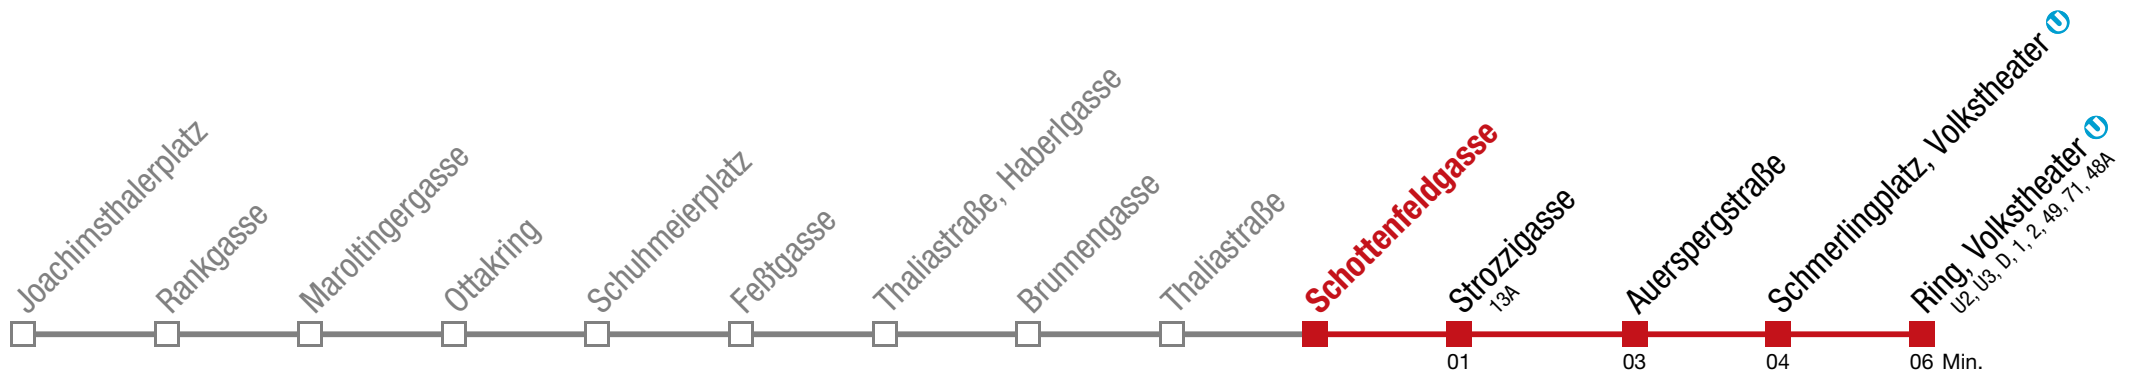 Joachimsthalerplatz
Rankgasse
Maroltingergasse
Ottakring
Schuhmeierplatz
Feßtgasse
Thaliastraße, Haberlgasse
Brunnengasse
Thaliastraße
Schottenfeldgasse
Strozzigasse
13A
Auerspergstraße
Schmerlingplatz, Volkstheater U
Ring, Volkstheater U
U2, U3, D, 1, 2, 49, 71, 48A
01 03 04 06 Min.